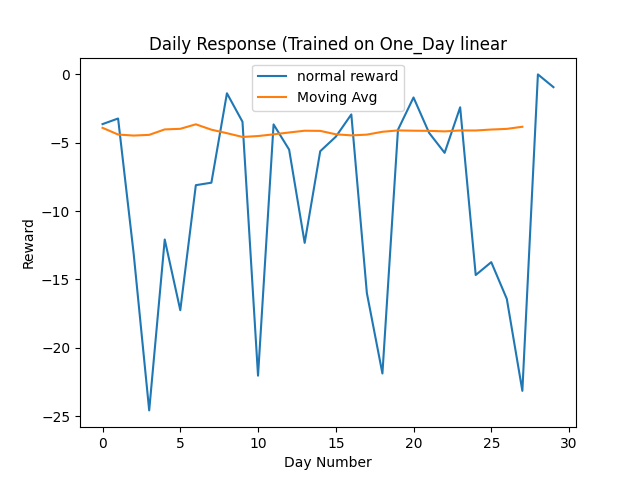 Daily Response (Trained on One_Day linear
normal reward
Moving Avg
0
−5
−10
−15
−20
−25
Reward
0 5 10 15 20 25 30
Day Number